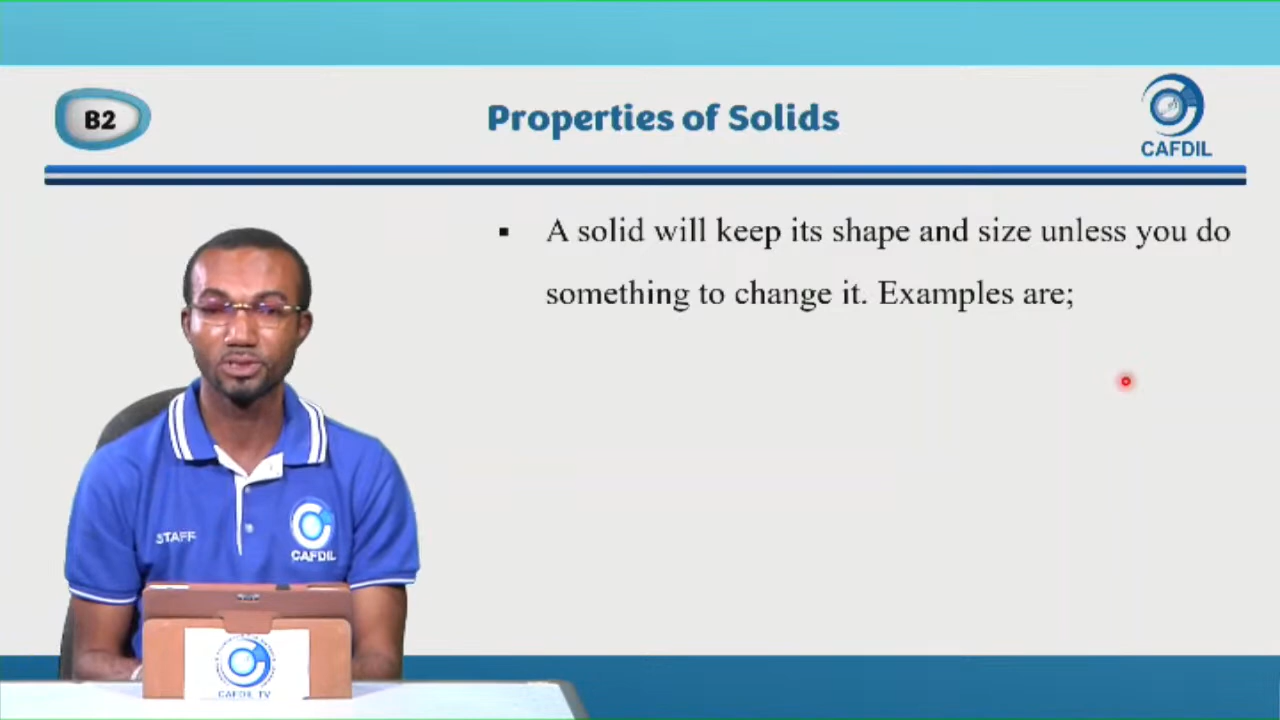 B2
Properties of Solids
CAFDIL
▪ A solid will keep its shape and size unless you do
something to change it. Examples are;
STAFF
CAFDIL
CAFDIL TV